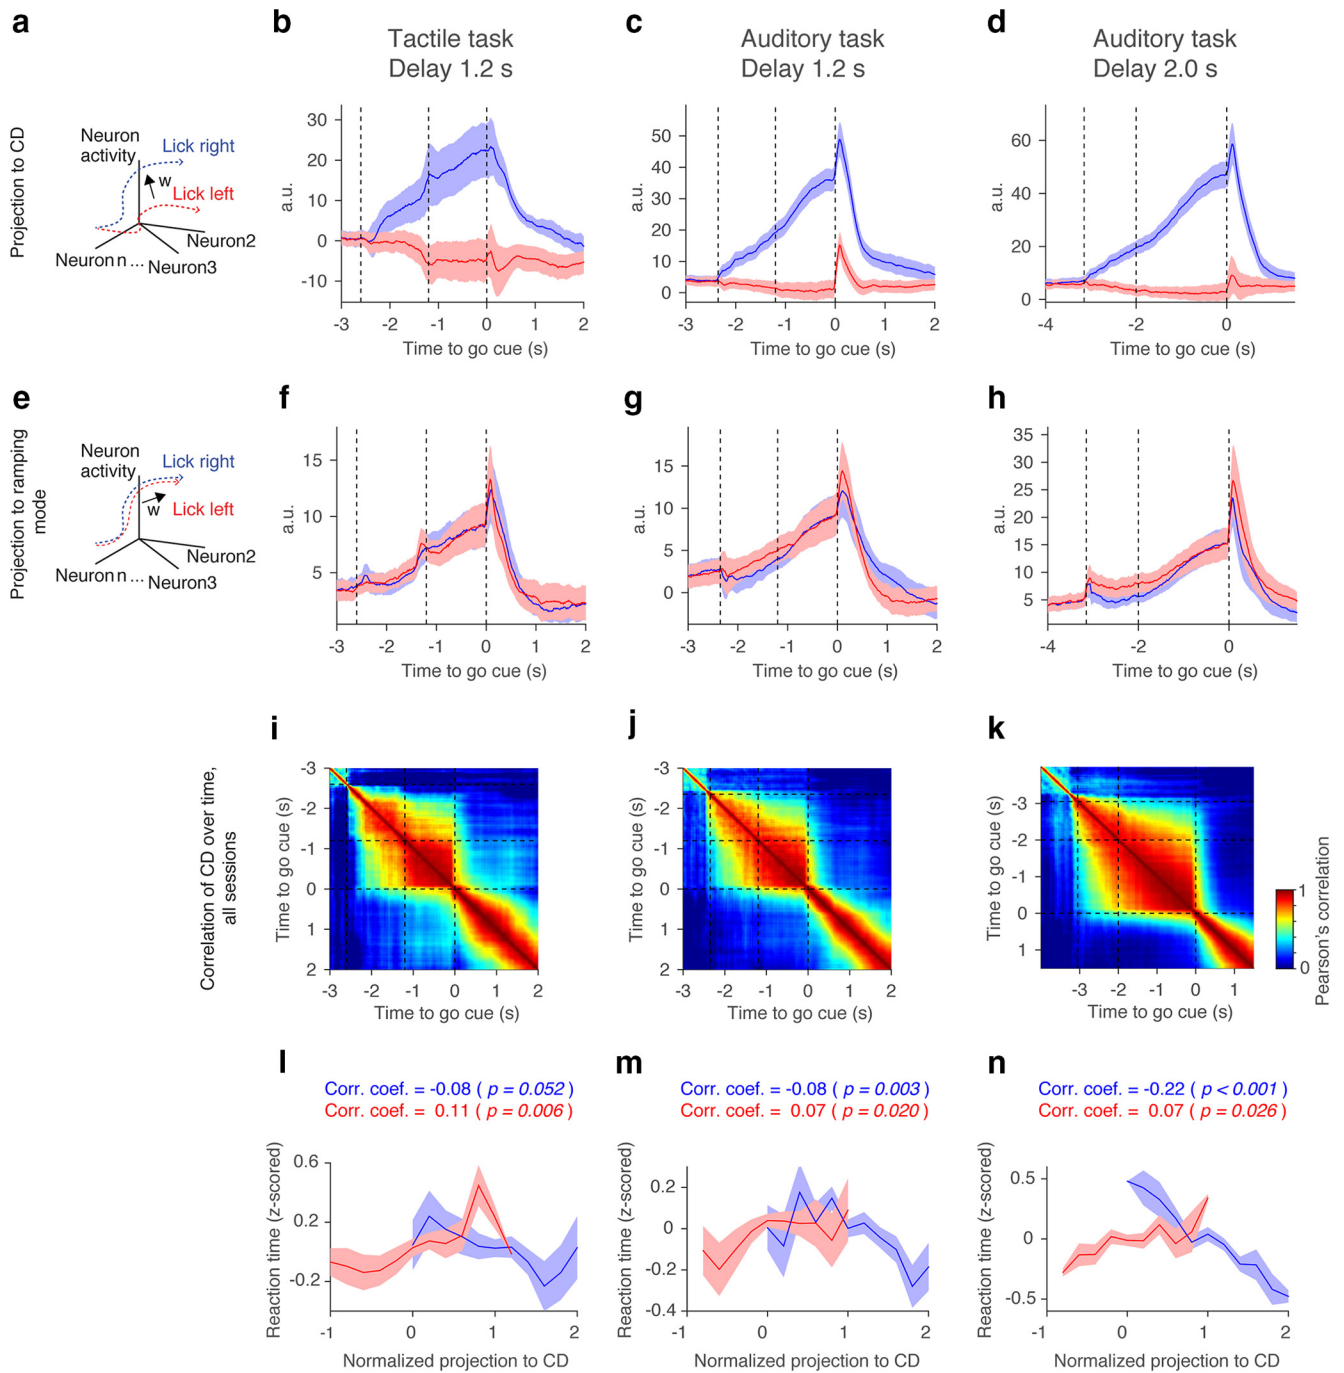 a
b
c
d
Tactile task
Delay 1.2 s
Auditory task
Delay 1.2 s
Auditory task
Delay 2.0 s
Projection to CD
Neuron
activity
Lick right
w
Lick left
Neuron2
Neuron n ... Neuron3
a.u.
30
20
10
0
-10
-3 -2 -1 0 1 2
Time to go cue (s)
a.u.
50
40
30
20
10
0
-3 -2 -1 0 1 2
Time to go cue (s)
a.u.
60
40
20
0
-4 -2 0
Time to go cue (s)
e
f
g
h
Projection to ramping
mode
Neuron
activity
Lick right
w
Lick left
Neuron2
Neuron n ... Neuron3
a.u.
15
10
5
-3 -2 -1 0 1 2
Time to go cue (s)
a.u.
15
10
5
0
-3 -2 -1 0 1 2
Time to go cue (s)
a.u.
35
30
25
20
15
10
5
-4 -2 0
Time to go cue (s)
i
j
k
Correlation of CD over time,
all sessions
Time to go cue (s)
-3
-2
-1
0
1
2
-3 -2 -1 0 1 2
Time to go cue (s)
Time to go cue (s)
-3
-2
-1
0
1
2
-3 -2 -1 0 1 2
Time to go cue (s)
Time to go cue (s)
-3
-2
-1
0
1
-3 -2 -1 0 1
Time to go cue (s)
1
0
Pearson's correlation
l
m
n
Corr. coef. = -0.08 ( p = 0.052 )
Corr. coef. = 0.11 ( p = 0.006 )
Corr. coef. = -0.08 ( p = 0.003 )
Corr. coef. = 0.07 ( p = 0.020 )
Corr. coef. = -0.22 ( p < 0.001 )
Corr. coef. = 0.07 ( p = 0.026 )
Reaction time (z-scored)
0.6
0.2
-0.2
-1 0 1 2
Normalized projection to CD
Reaction time (z-scored)
0.2
0
-0.2
-0.4
-1 0 1 2
Normalized projection to CD
Reaction time (z-scored)
0.5
0
-0.5
-1 0 1 2
Normalized projection to CD